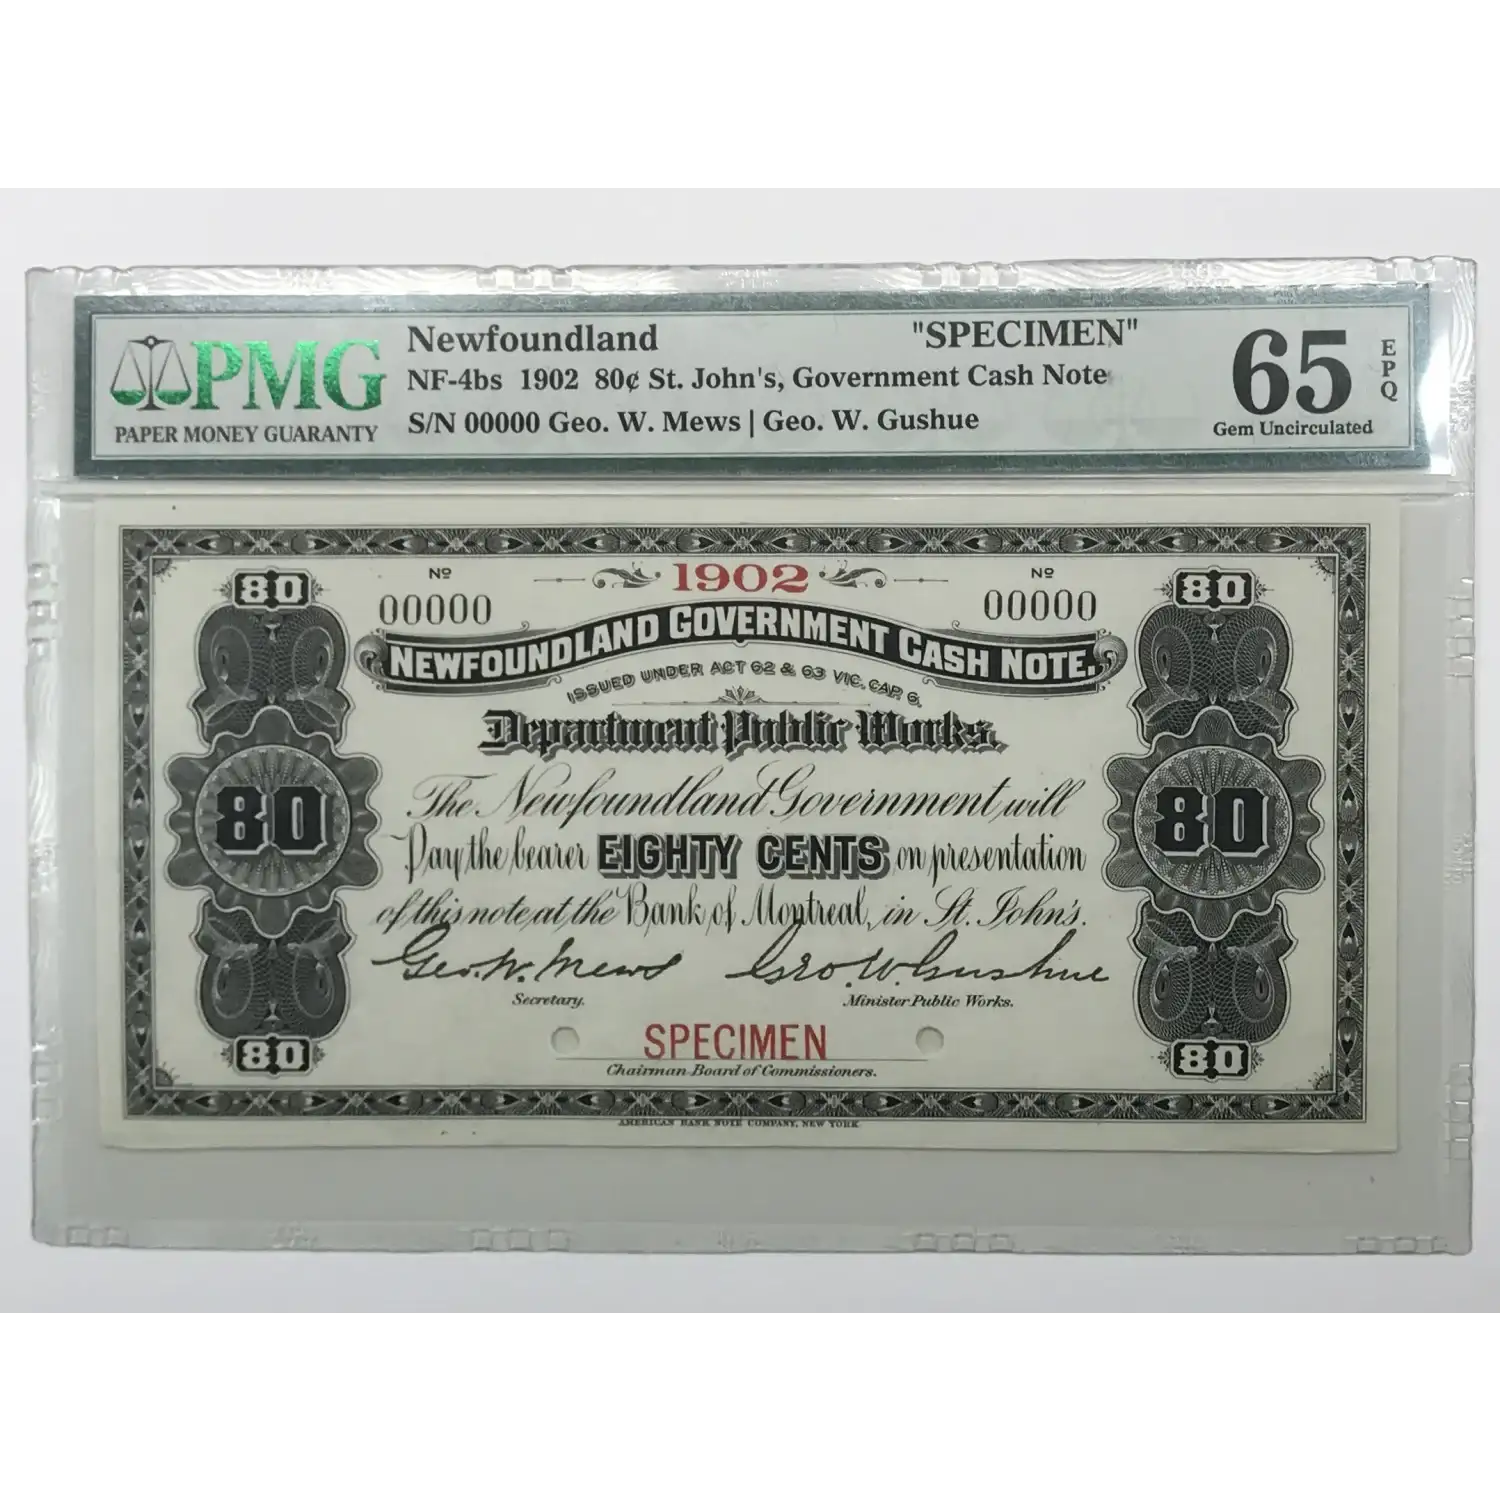 PMG
PAPER MONEY GUARANTY
Newfoundland "SPECIMEN"
NF-4bs 1902 80¢ St. John's, Government Cash Note
S/N 00000 Geo. W. Mews | Geo. W. Gushue
65 EPQ
Gem Uncirculated
80 Nº 1902 Nº 80
00000 00000
NEWFOUNDLAND GOVERNMENT CASH NOTE.
ISSUED UNDER ACT 62 & 63 VIC. CAP. 6.
Department Public Works.
The Newfoundland Government will
80 Pay the bearer EIGHTY CENTS on presentation 80
of this note at the Bank of Montreal, in St. John's.
Geo. W. Mews Geo. W. Gushue
Secretary. Minister Public Works.
SPECIMEN
80 Chairman Board of Commissioners. 80
AMERICAN BANK NOTE COMPANY, NEW YORK.